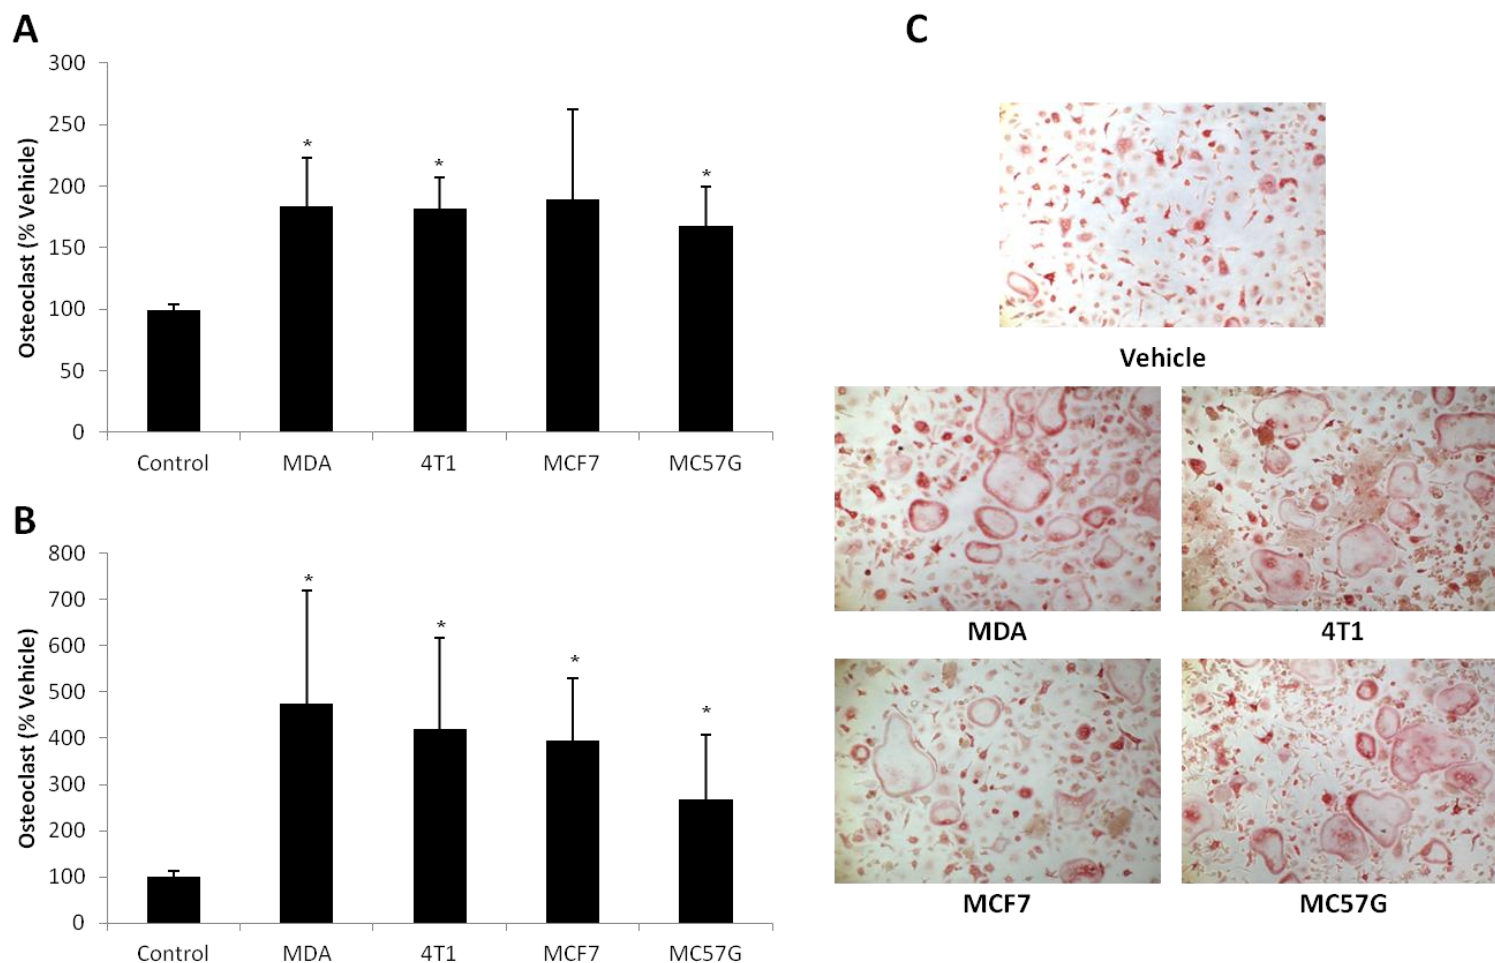 A
Osteoclast (% Vehicle)
300
250
200
150
100
50
0
*
*
*
Control MDA 4T1 MCF7 MC57G
B
Osteoclast (% Vehicle)
800
700
600
500
400
300
200
100
0
*
*
*
*
Control MDA 4T1 MCF7 MC57G
C
Vehicle
MDA 4T1
MCF7 MC57G